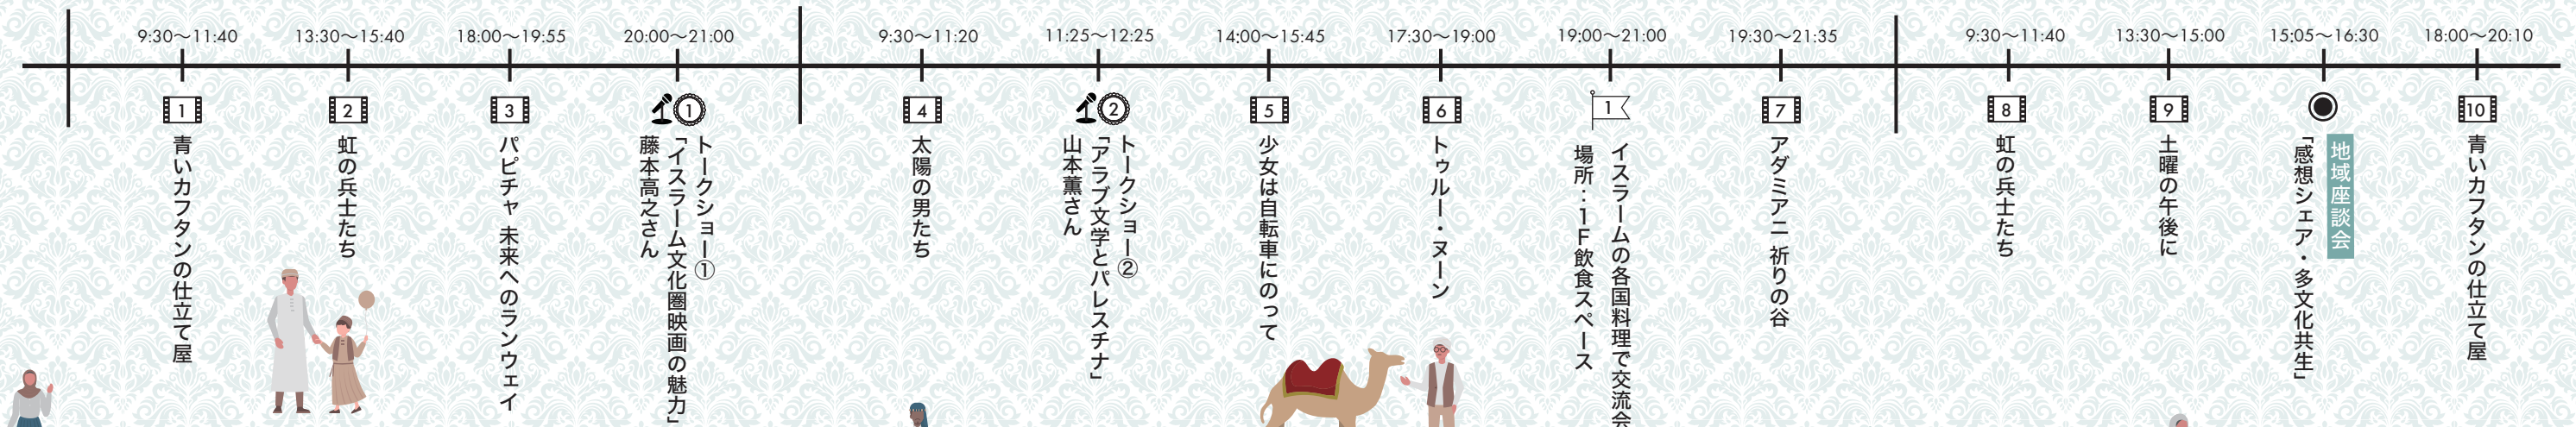 9:30〜11:40
1
青いカフタンの仕立て屋
13:30〜15:40
2
虹の兵士たち
18:00〜19:55
3
パピチャ 未来へのランウェイ
20:00〜21:00
1
トークショー①
「イスラーム文化圏映画の魅力」
藤本高之さん
9:30〜11:20
4
太陽の男たち
11:25〜12:25
2
トークショー②
「アラブ文学とパレスチナ」
山本薫さん
14:00〜15:45
5
少女は自転車にのって
17:30〜19:00
6
トゥルー・ヌーン
19:00〜21:00
1
イスラームの各国料理で交流会
場所：1F飲食スペース
19:30〜21:35
7
アダミアニ 祈りの谷
9:30〜11:40
8
虹の兵士たち
13:30〜15:00
9
土曜の午後に
15:05〜16:30
地域座談会
「感想シェア・多文化共生」
18:00〜20:10
10
青いカフタンの仕立て屋